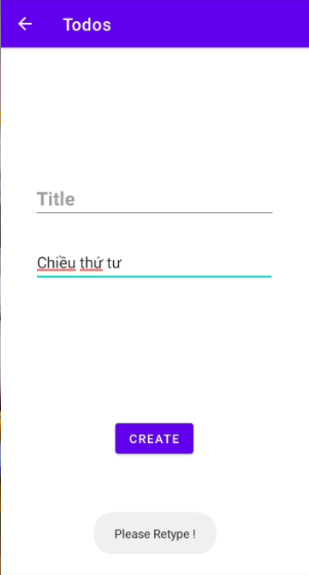 Todos
Title
Chiều thứ tư
CREATE
Please Retype !